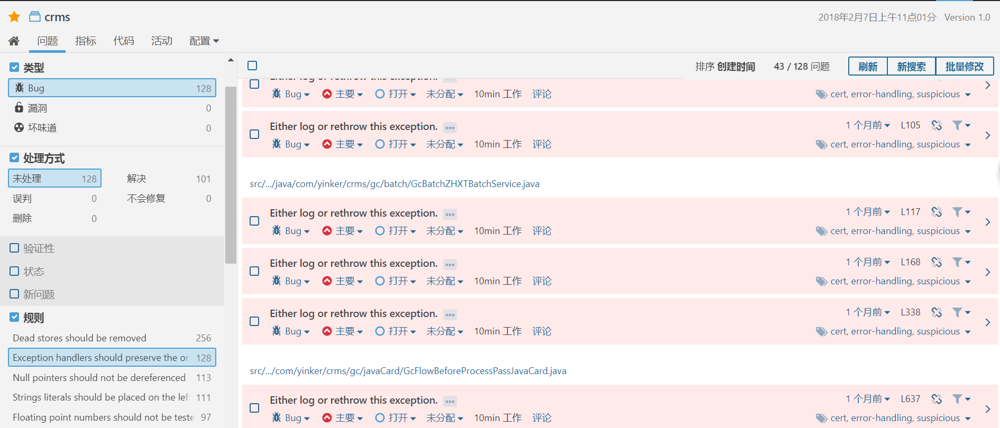 crms
2018年2月7日上午11点01分 Version 1.0
问题 指标 代码 活动 配置
类型
Bug 128
漏洞 0
坏味道 0
处理方式
未处理 128 解决 101
误判 0 不会修复 0
删除 0
验证性
状态
新问题
规则
Dead stores should be removed 256
Exception handlers should preserve the or 128
Null pointers should not be dereferenced 113
Strings literals should be placed on the lef 111
Floating point numbers should not be teste 97
排序 创建时间 43 / 128 问题 刷新 新搜索 批量修改
Either log or rethrow this exception.
Bug 主要 打开 未分配 10min 工作 评论 cert, error-handling, suspicious
Either log or rethrow this exception. 1 个月前 L105
Bug 主要 打开 未分配 10min 工作 评论 cert, error-handling, suspicious
src/.../java/com/yinker/crms/gc/batch/GcBatchZHXTBatchService.java
Either log or rethrow this exception. 1 个月前 L117
Bug 主要 打开 未分配 10min 工作 评论 cert, error-handling, suspicious
Either log or rethrow this exception. 1 个月前 L168
Bug 主要 打开 未分配 10min 工作 评论 cert, error-handling, suspicious
Either log or rethrow this exception. 1 个月前 L338
Bug 主要 打开 未分配 10min 工作 评论 cert, error-handling, suspicious
src/.../com/yinker/crms/gc/javaCard/GcFlowBeforeProcessPassJavaCard.java
Either log or rethrow this exception. 1 个月前 L637
Bug 主要 打开 未分配 10min 工作 评论 cert, error-handling, suspicious